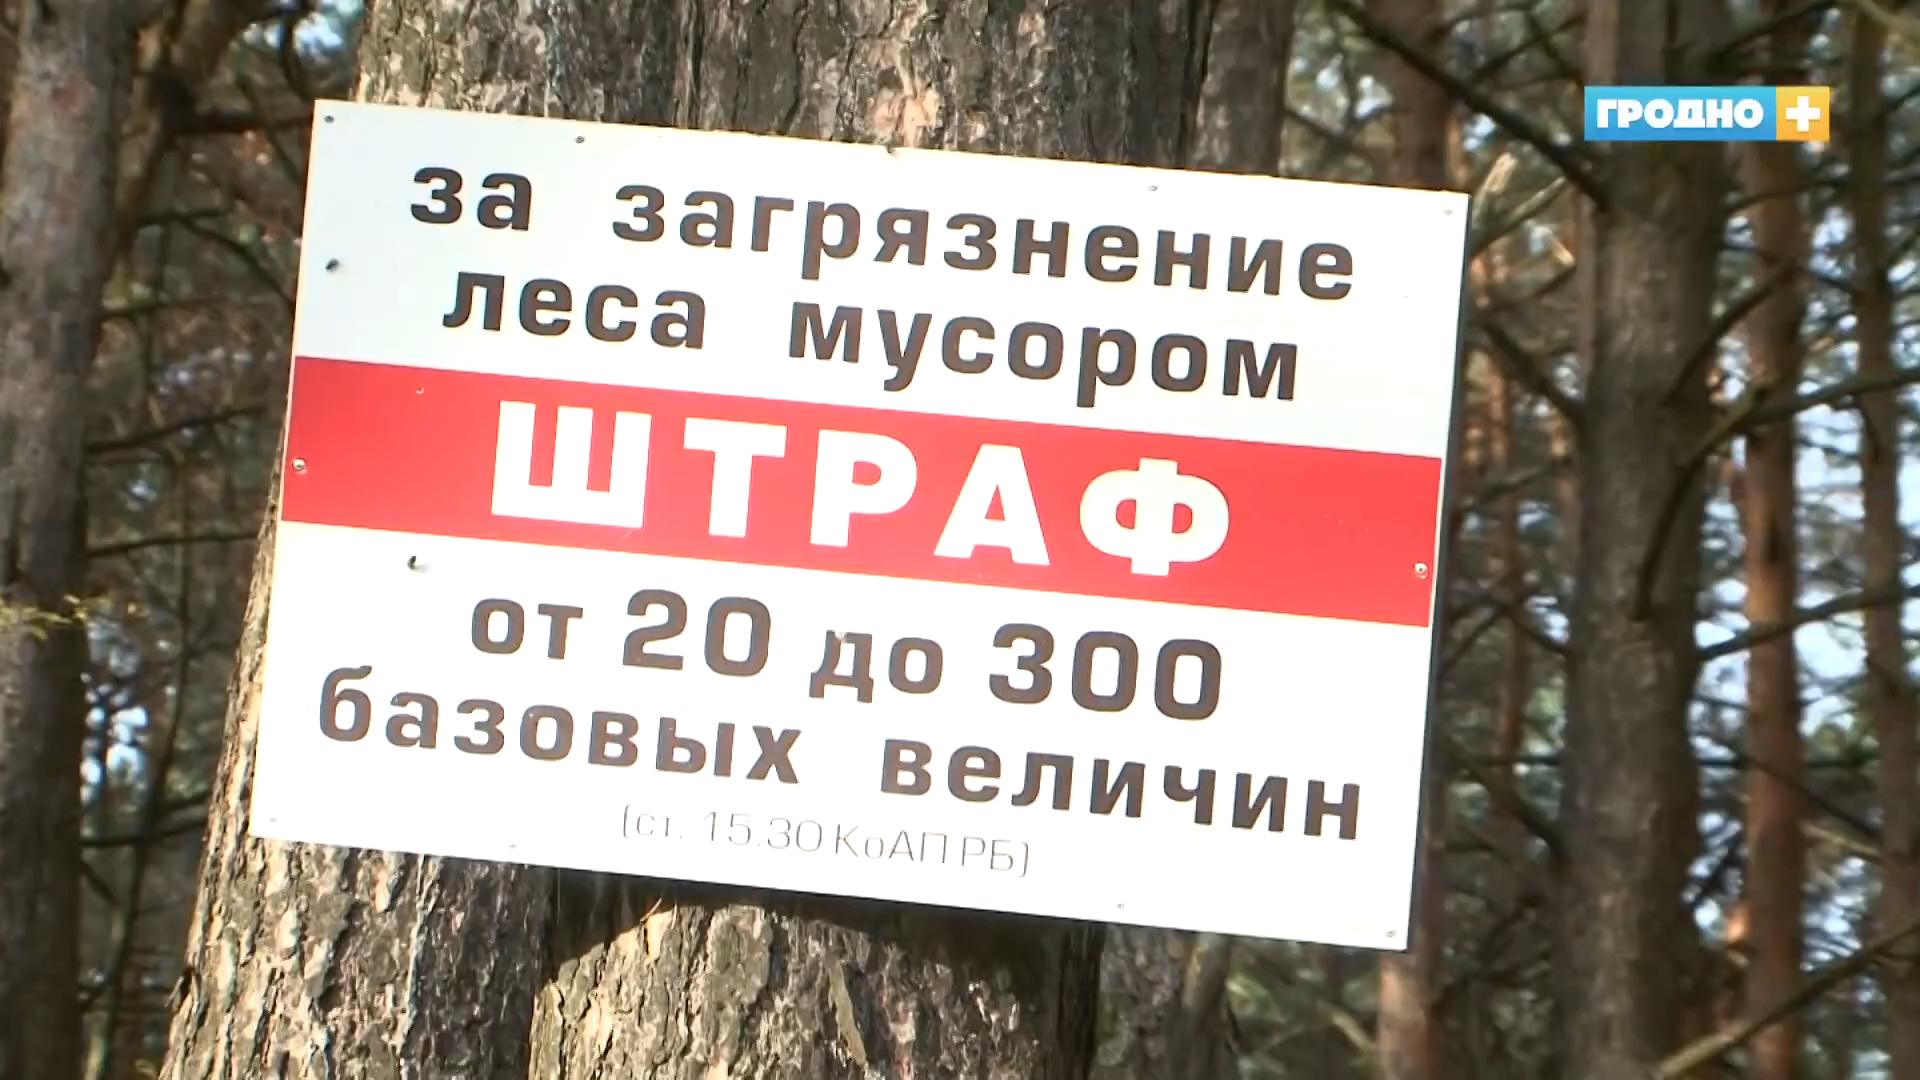 ГРОДНО +
за загрязнение
леса мусором
ШТРАФ
от 20 до 300
базовых величин
(ст. 15.30 КоАП РБ)